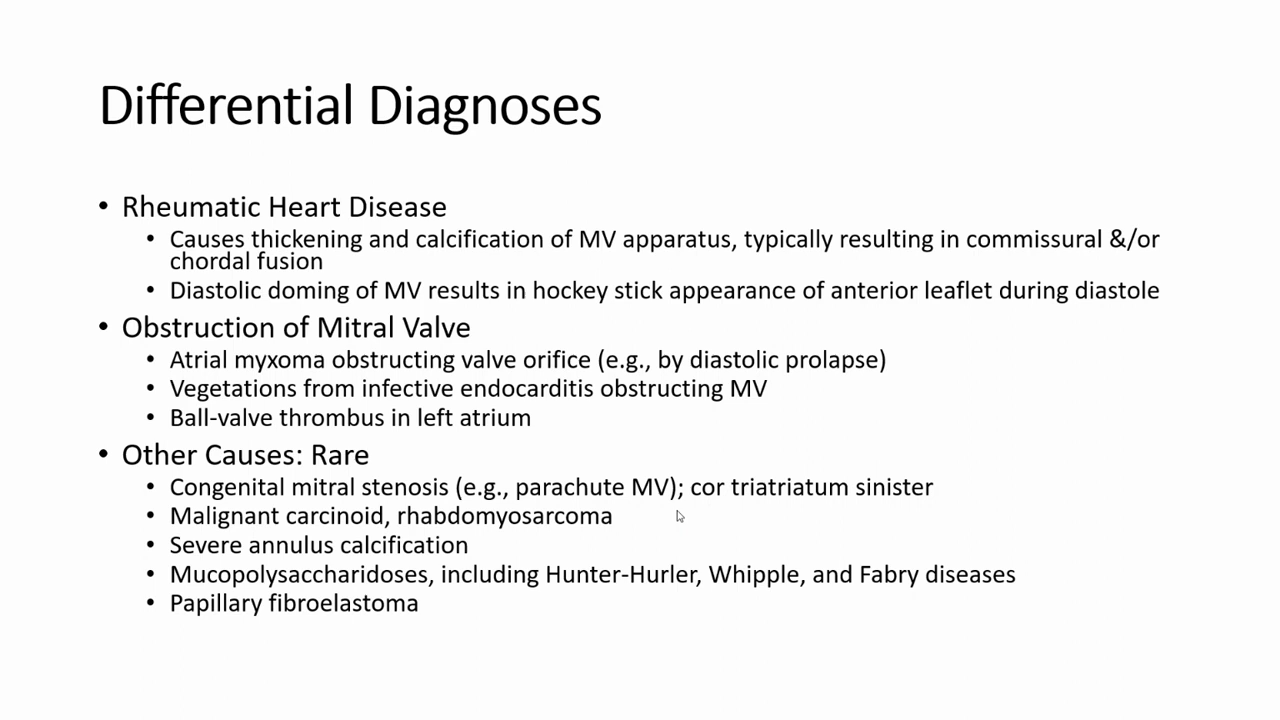 Differential Diagnoses
• Rheumatic Heart Disease
• Causes thickening and calcification of MV apparatus, typically resulting in commissural &/or
chordal fusion
• Diastolic doming of MV results in hockey stick appearance of anterior leaflet during diastole
• Obstruction of Mitral Valve
• Atrial myxoma obstructing valve orifice (e.g., by diastolic prolapse)
• Vegetations from infective endocarditis obstructing MV
• Ball-valve thrombus in left atrium
• Other Causes: Rare
• Congenital mitral stenosis (e.g., parachute MV); cor triatriatum sinister
• Malignant carcinoid, rhabdomyosarcoma
• Severe annulus calcification
• Mucopolysaccharidoses, including Hunter-Hurler, Whipple, and Fabry diseases
• Papillary fibroelastoma